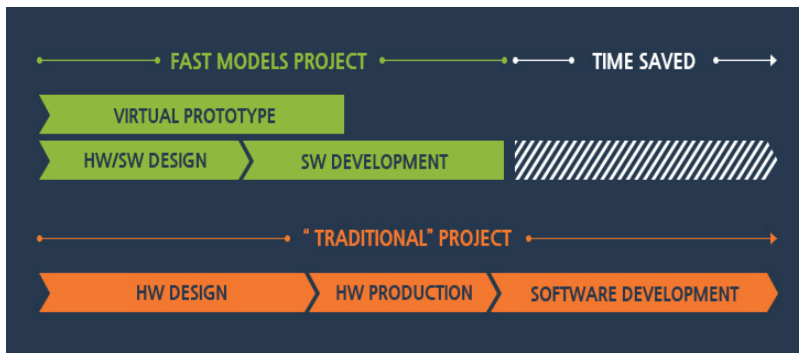 FAST MODELS PROJECT TIME SAVED
VIRTUAL PROTOTYPE
HW/SW DESIGN SW DEVELOPMENT
“ TRADITIONAL” PROJECT
HW DESIGN HW PRODUCTION SOFTWARE DEVELOPMENT